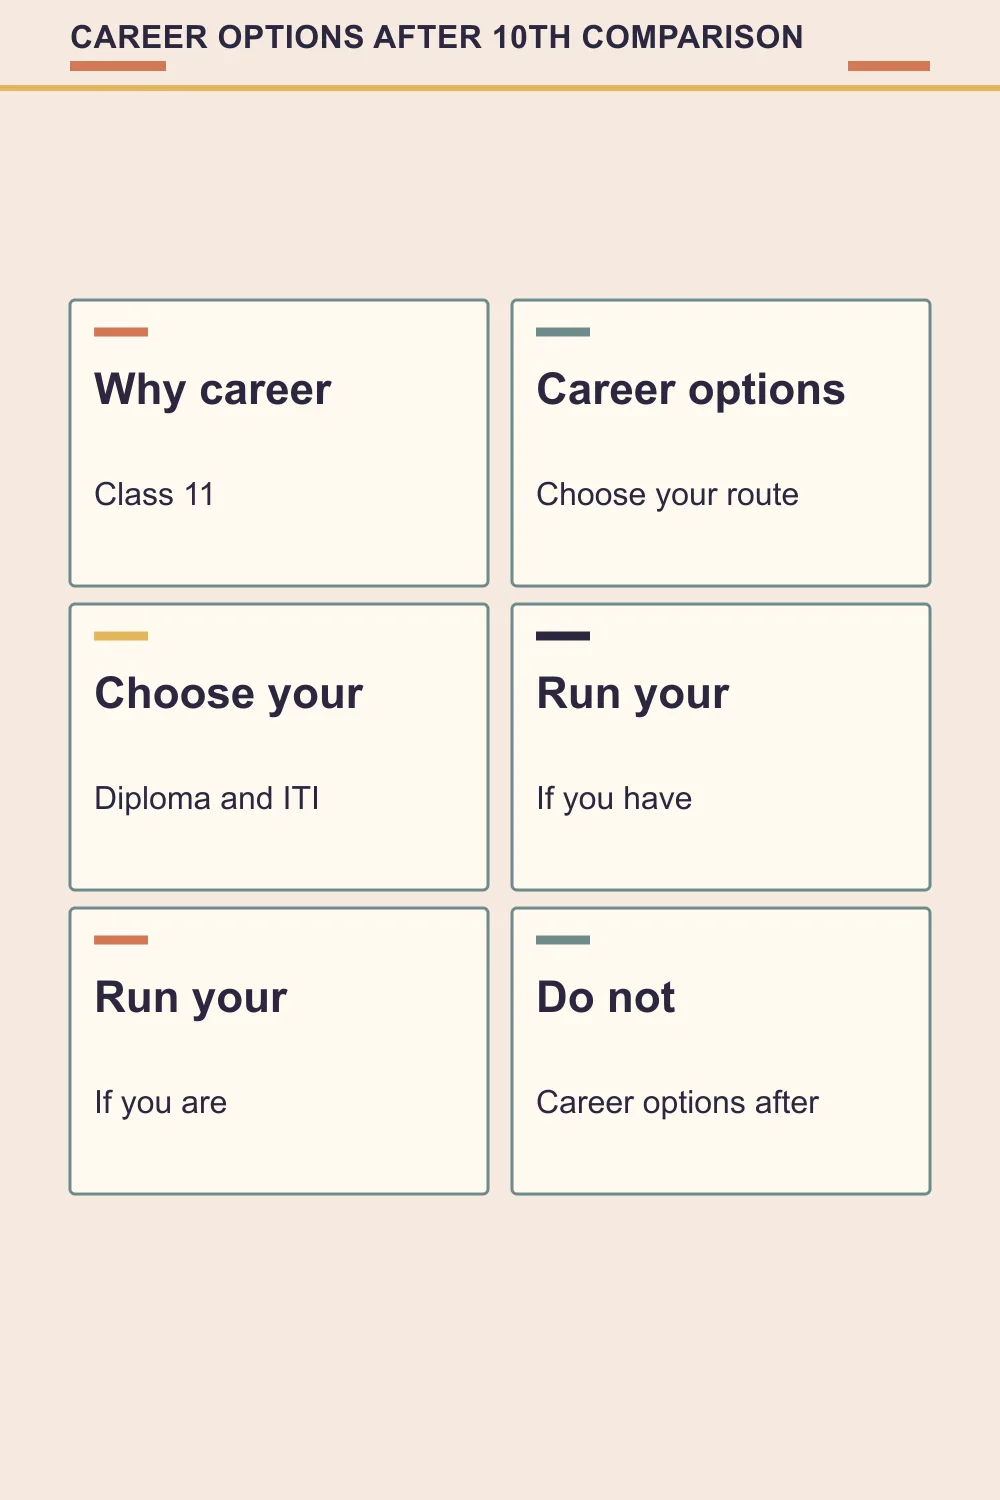 CAREER OPTIONS AFTER 10TH COMPARISON
Why career
Class 11
Career options
Choose your route
Choose your
Diploma and ITI
Run your
If you have
Run your
If you are
Do not
Career options after